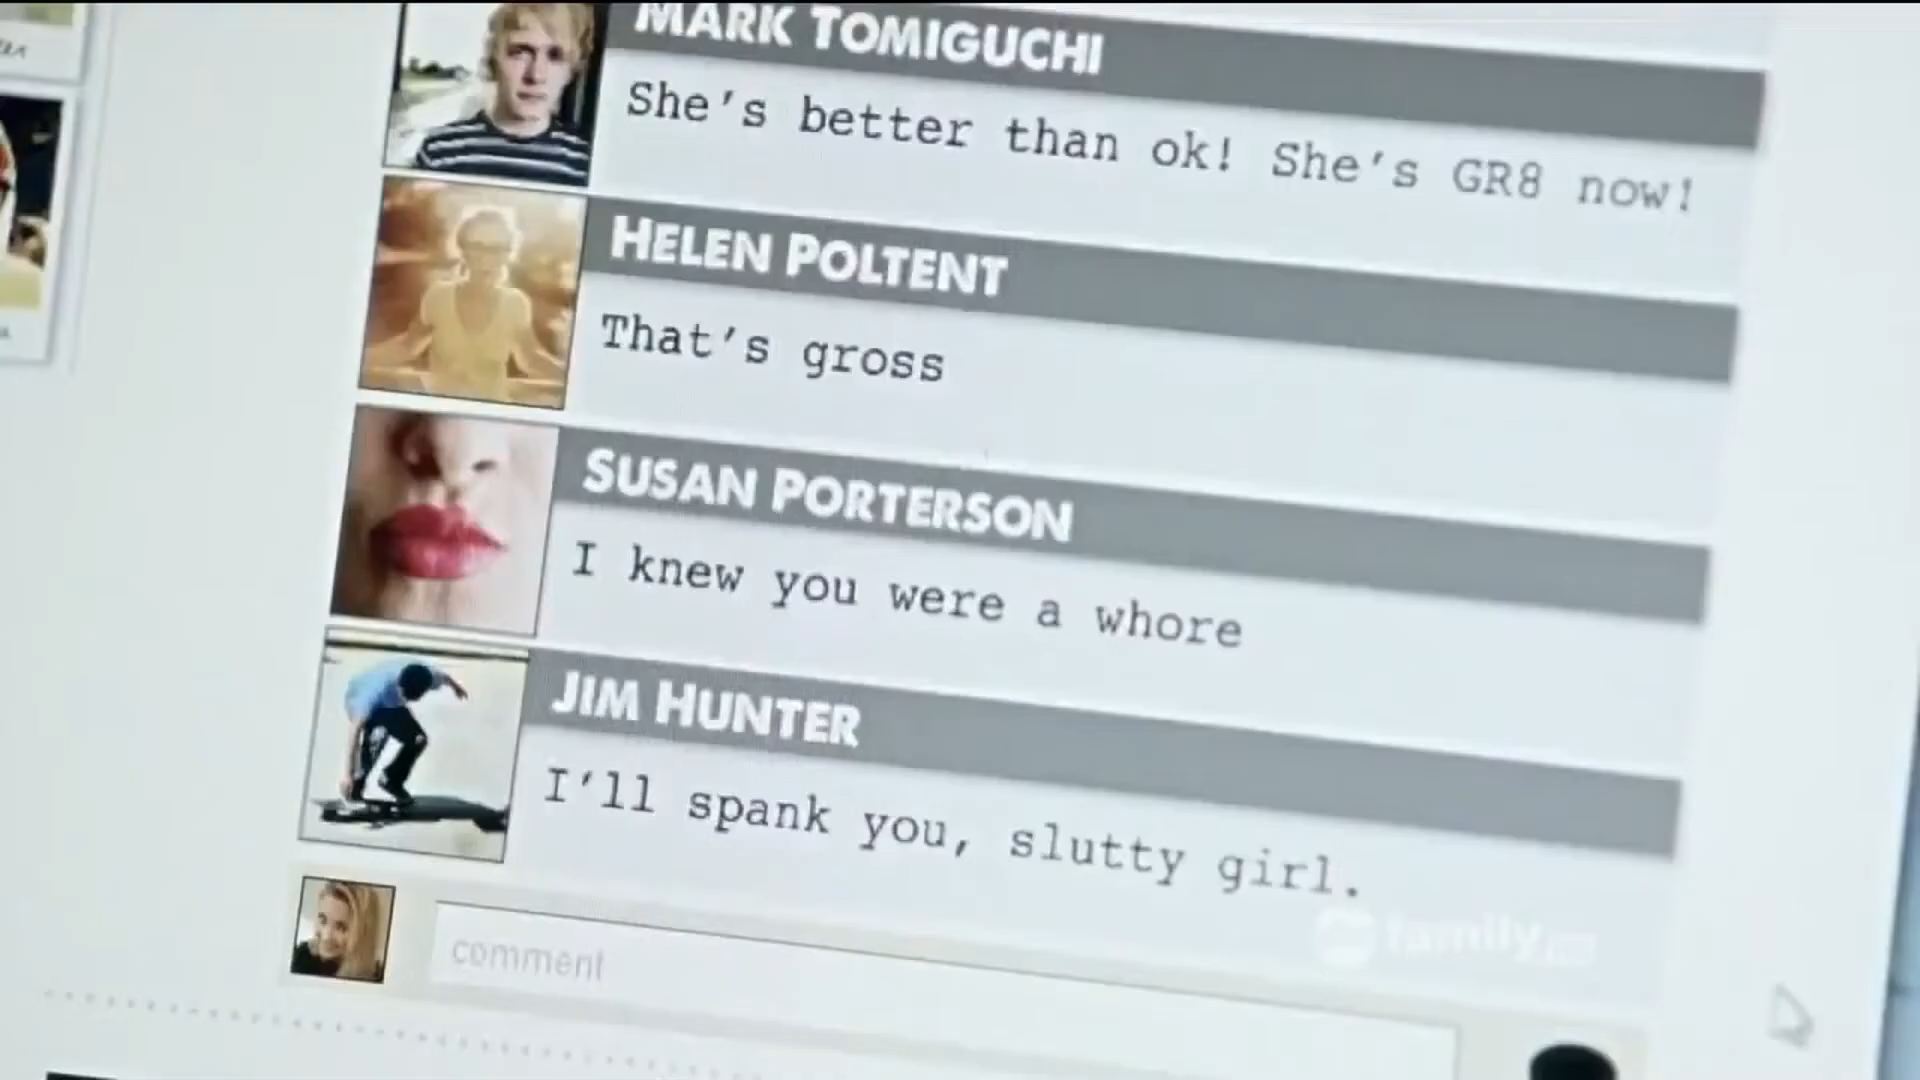 MARK TOMIGUCHI
She's better than ok! She's GR8 now!
HELEN POLTENT
That's gross
SUSAN PORTERSON
I knew you were a whore
JIM HUNTER
I'll spank you, slutty girl.
family
comment